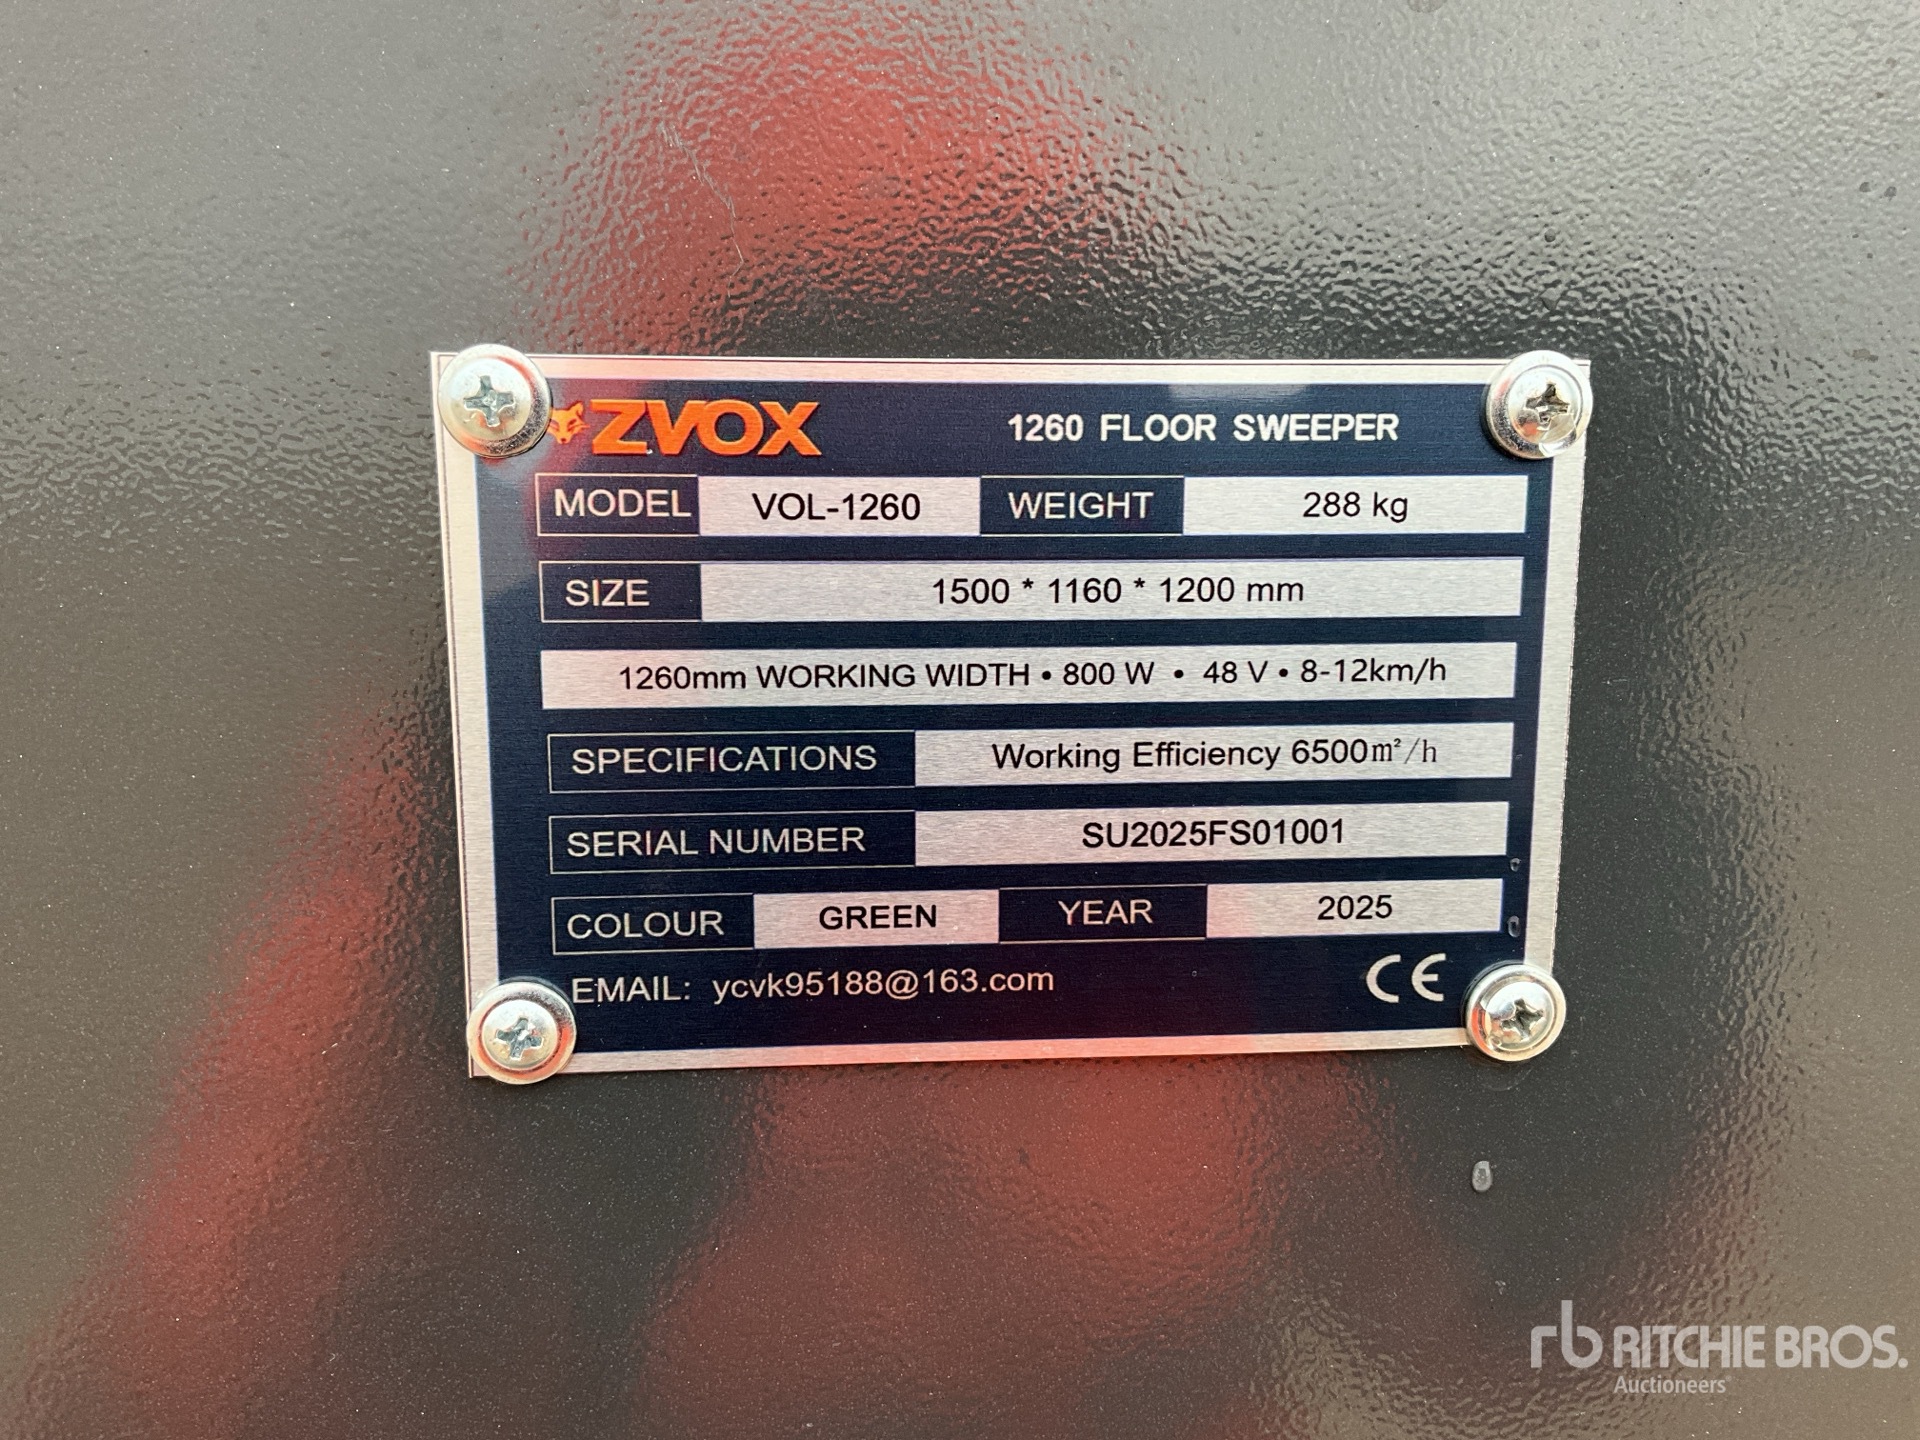 ZVOX 1260 FLOOR SWEEPER
MODEL VOL-1260 WEIGHT 288 kg
SIZE 1500 * 1160 * 1200 mm
1260mm WORKING WIDTH • 800 W • 48 V • 8-12km/h
SPECIFICATIONS Working Efficiency 6500m²/h
SERIAL NUMBER SU2025FS01001
COLOUR GREEN YEAR 2025
EMAIL: ycvk95188@163.com CE
rb RITCHIE BROS.
Auctioneers